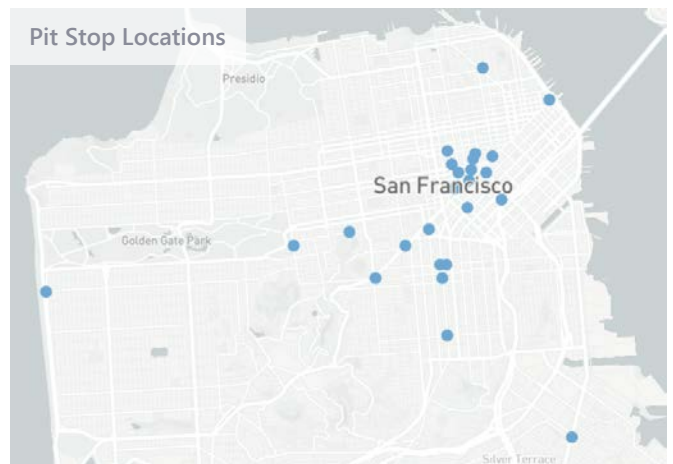 Pit Stop Locations
Presidio
San Francisco
Golden Gate Park
Silver Terrace